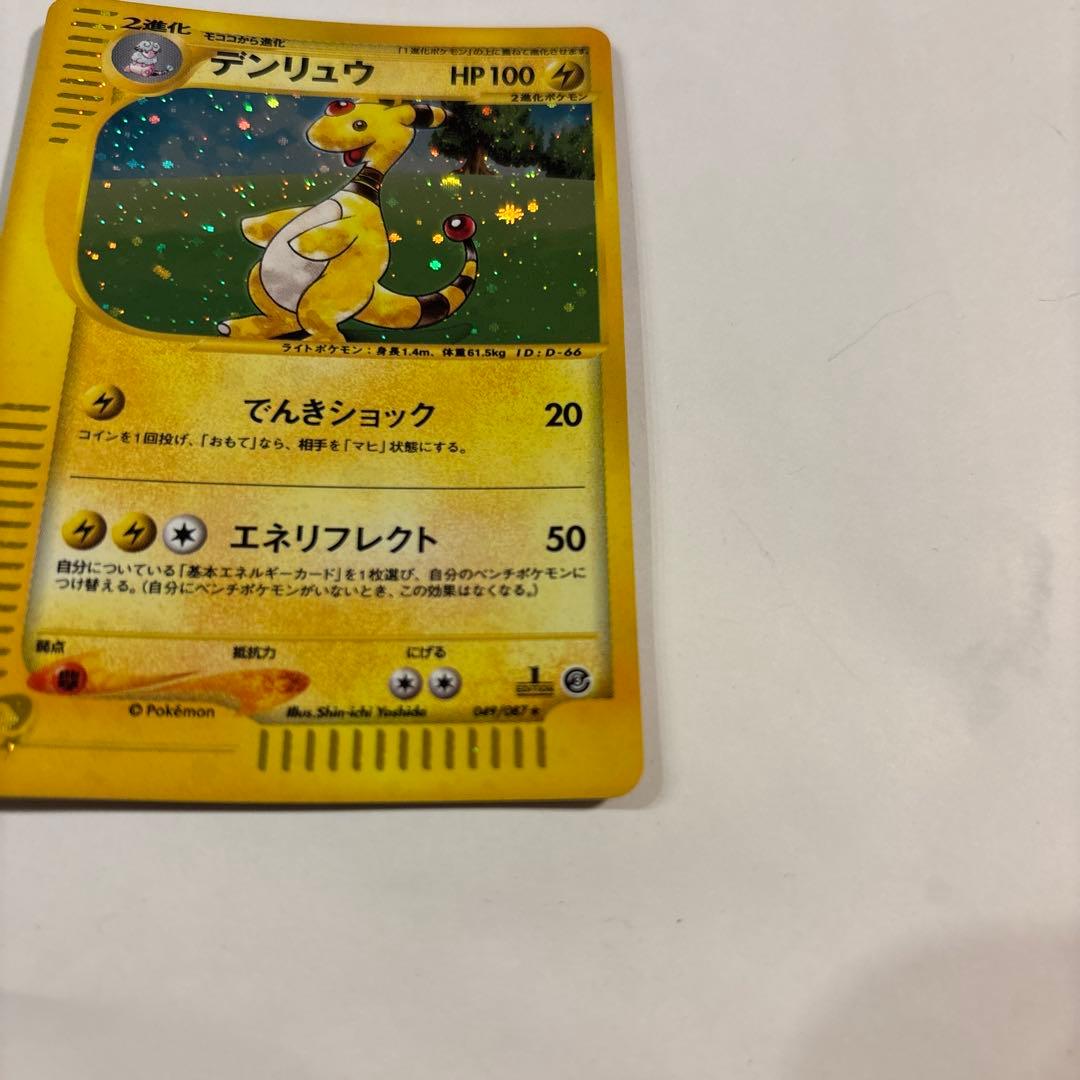 2進化
モココから進化
「1進化ポケモン」の上に重ねて進化させます
デンリュウ HP100
2進化ポケモン
ライトポケモン：身長1.4m、体重61.5kg ID：D-66
でんきショック 20
コインを1回投げ、「おもて」なら、相手を「マヒ」状態にする。
エネリフレクト 50
自分についている「基本エネルギーカード」を1枚選び、自分のベンチポケモンに
つけ替える。（自分にベンチポケモンがいないとき、この効果はなくなる。）
弱点 抵抗力 にげる
1
EDITION
3
© Pokémon Illus. Shin-ichi Yoshida 049/087 ★